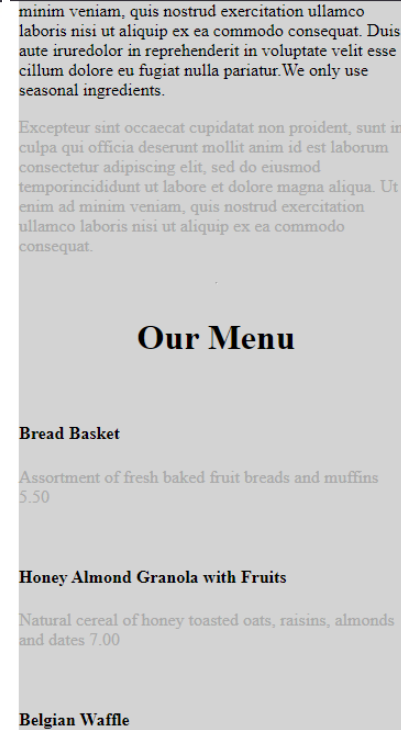 minim veniam, quis nostrud exercitation ullamco
laboris nisi ut aliquip ex ea commodo consequat. Duis
aute iruredolor in reprehenderit in voluptate velit esse
cillum dolore eu fugiat nulla pariatur.We only use
seasonal ingredients.
Excepteur sint occaecat cupidatat non proident, sunt in
culpa qui officia deserunt mollit anim id est laborum
consectetur adipiscing elit, sed do eiusmod
temporincididunt ut labore et dolore magna aliqua. Ut
enim ad minim veniam, quis nostrud exercitation
ullamco laboris nisi ut aliquip ex ea commodo
consequat.
Our Menu
Bread Basket
Assortment of fresh baked fruit breads and muffins
5.50
Honey Almond Granola with Fruits
Natural cereal of honey toasted oats, raisins, almonds
and dates 7.00
Belgian Waffle